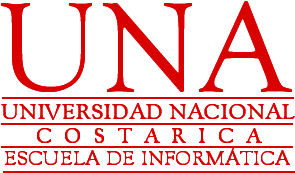 UNA
UNIVERSIDAD NACIONAL
COSTARICA
ESCUELA DE INFORMÁTICA